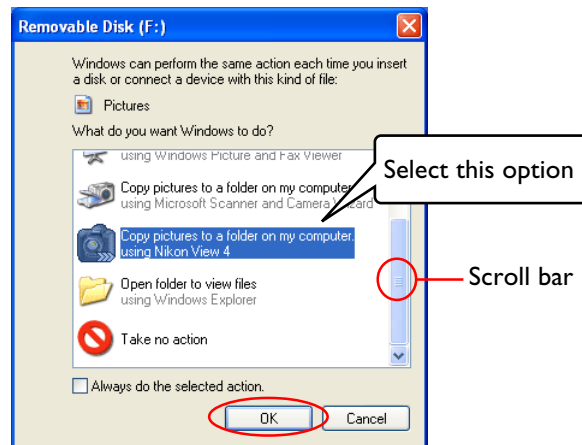 Removable Disk (F:)
Windows can perform the same action each time you insert
a disk or connect a device with this kind of file:
Pictures
What do you want Windows to do?
using Windows Picture and Fax Viewer
Select this option
Copy pictures to a folder on my computer
using Microsoft Scanner and Camera Wizard
Copy pictures to a folder on my computer.
using Nikon View 4
Scroll bar
Open folder to view files
using Windows Explorer
Take no action
Always do the selected action.
OK
Cancel